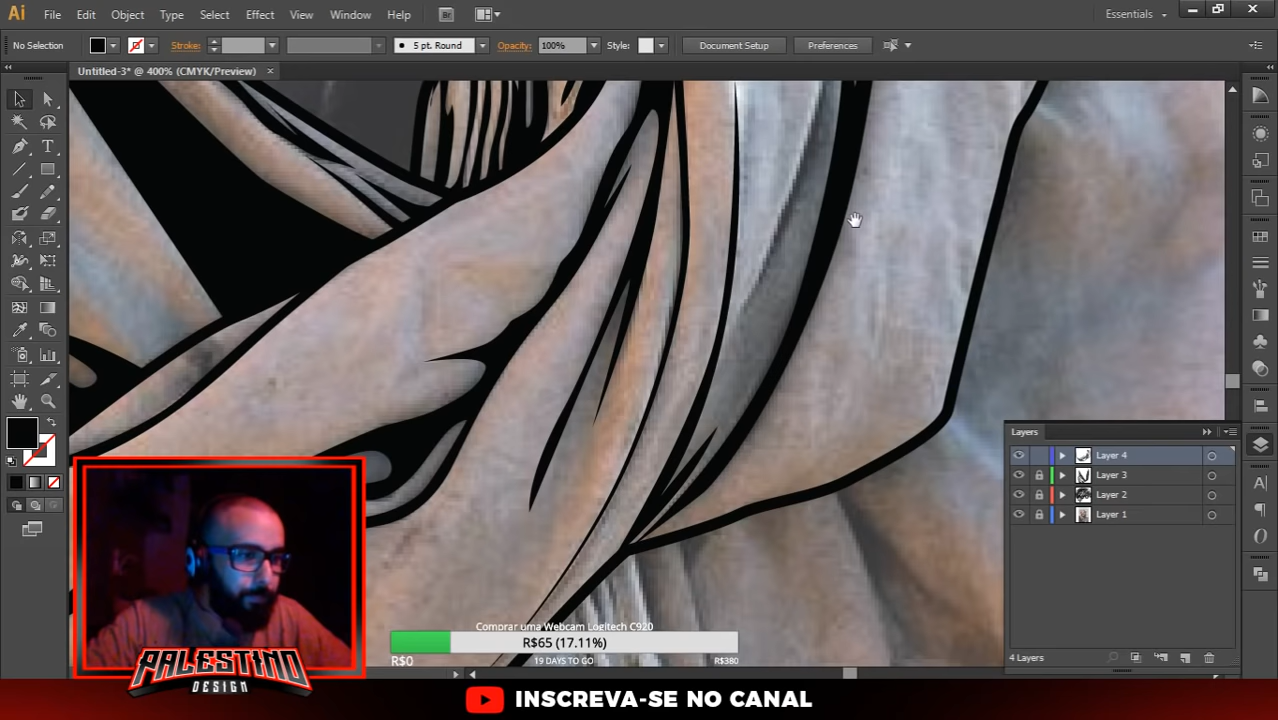 Ai File Edit Object Type Select Effect View Window Help Br Essentials
No Selection Stroke: 5 pt. Round Opacity: 100% Style: Document Setup Preferences
Untitled-3* @ 400% (CMYK/Preview)
Layers
Layer 4
Layer 3
Layer 2
Layer 1
4 Layers
Comprar uma Webcam Logitech C920
R$65 (17.11%)
R$0 19 DAYS TO GO R$380
PALESTINO
DESIGN
INSCREVA-SE NO CANAL